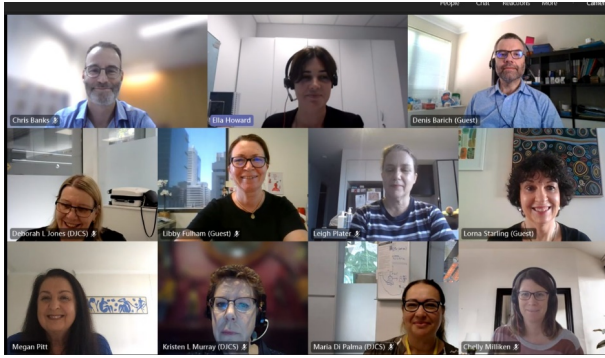 People Chat Reactions More Camera
Chris Banks
Ella Howard
Denis Barich (Guest)
Deborah L Jones (DJCS)
Libby Fulham (Guest)
Leigh Plater
Lorna Starling (Guest)
Megan Pitt
Kristen L Murray (DJCS)
Maria Di Palma (DJCS)
Chelly Milliken